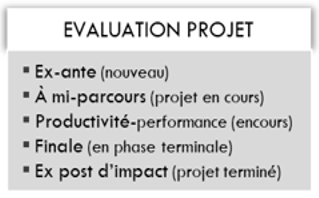 EVALUATION PROJET
▪ Ex-ante (nouveau)
▪ À mi-parcours (projet en cours)
▪ Productivité-performance (encours)
▪ Finale (en phase terminale)
▪ Ex post d'impact (projet terminé)